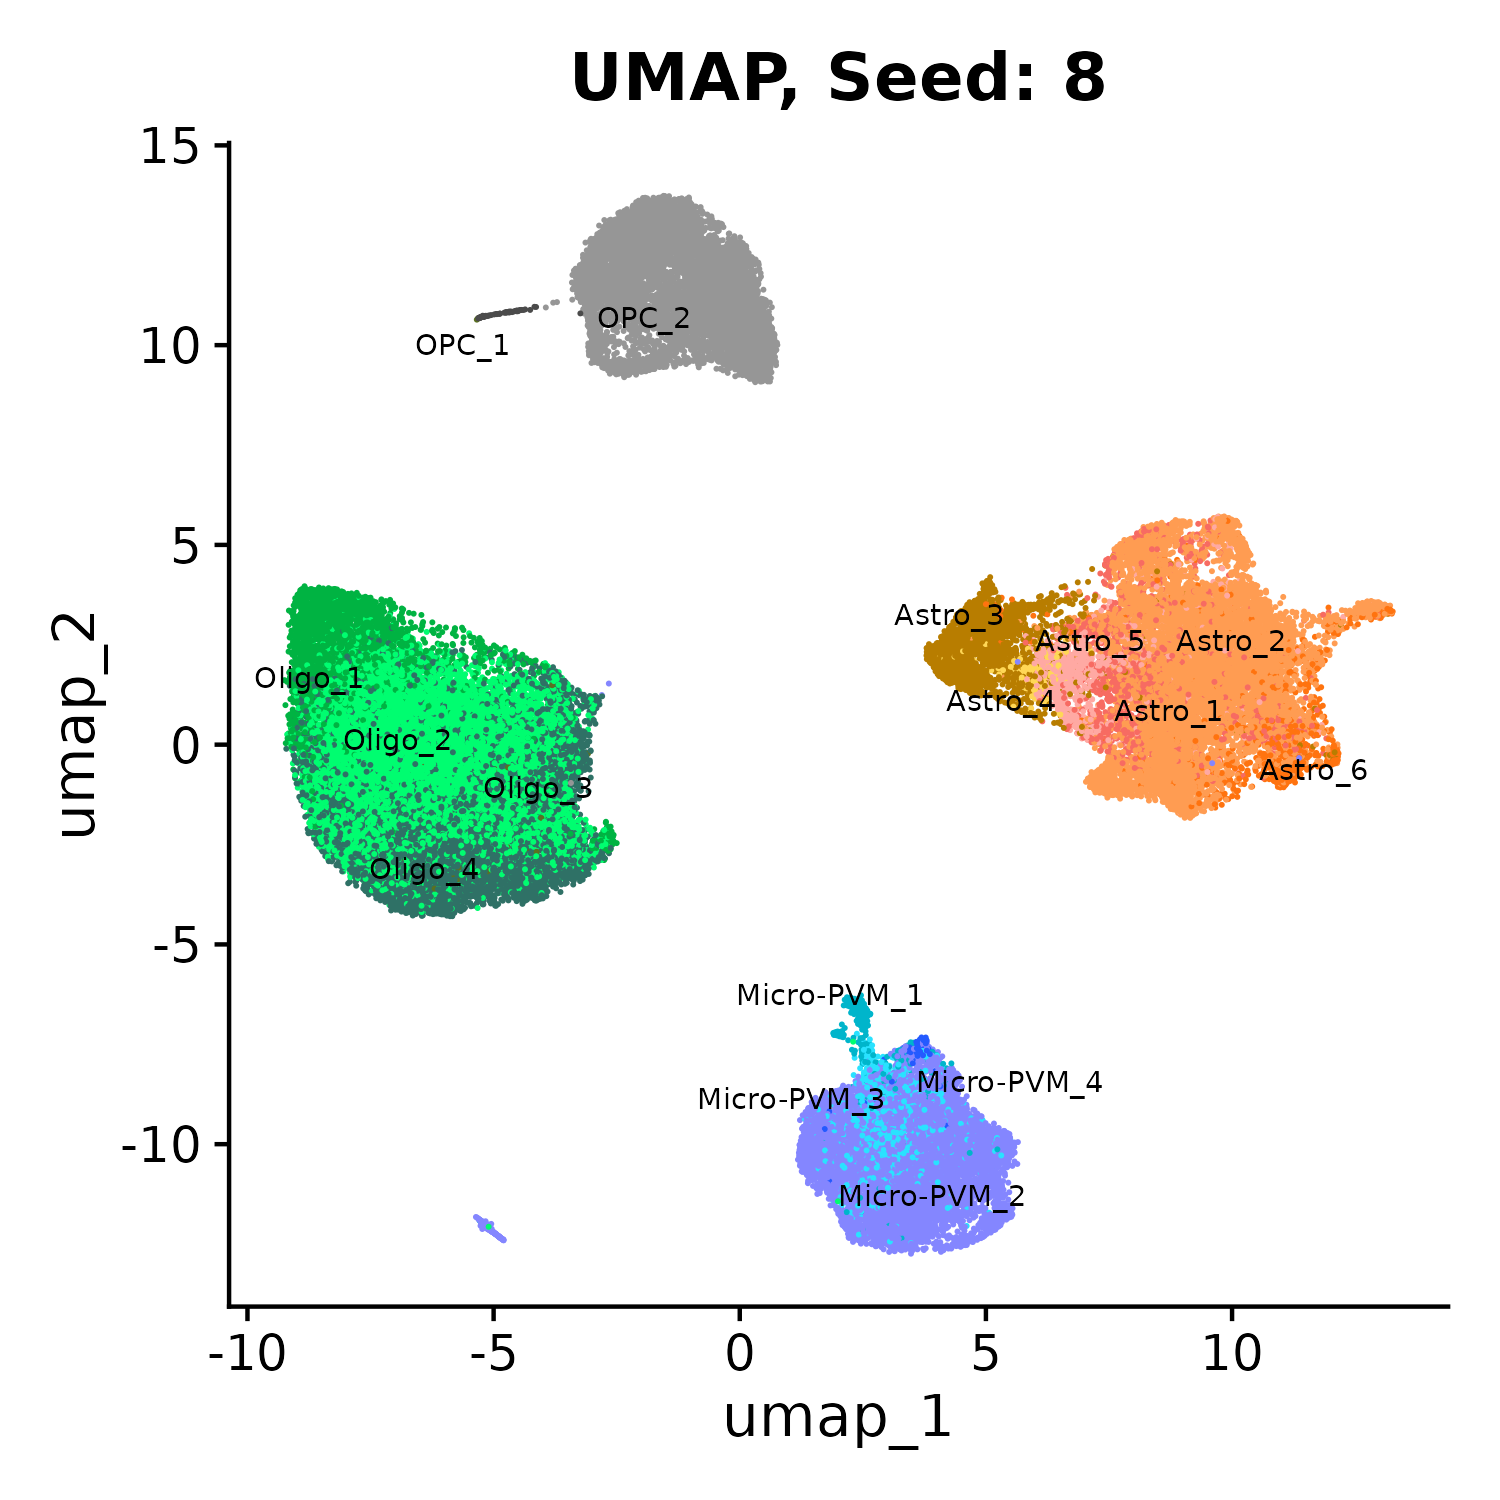 UMAP, Seed: 8
15
10
5
0
-5
-10
umap_2
OPC_2
OPC_1
Astro_3
Astro_5
Astro_2
Astro_4
Astro_1
Astro_6
Oligo_1
Oligo_2
Oligo_3
Oligo_4
Micro-PVM_1
Micro-PVM_4
Micro-PVM_3
Micro-PVM_2
-10
-5
0
5
10
umap_1